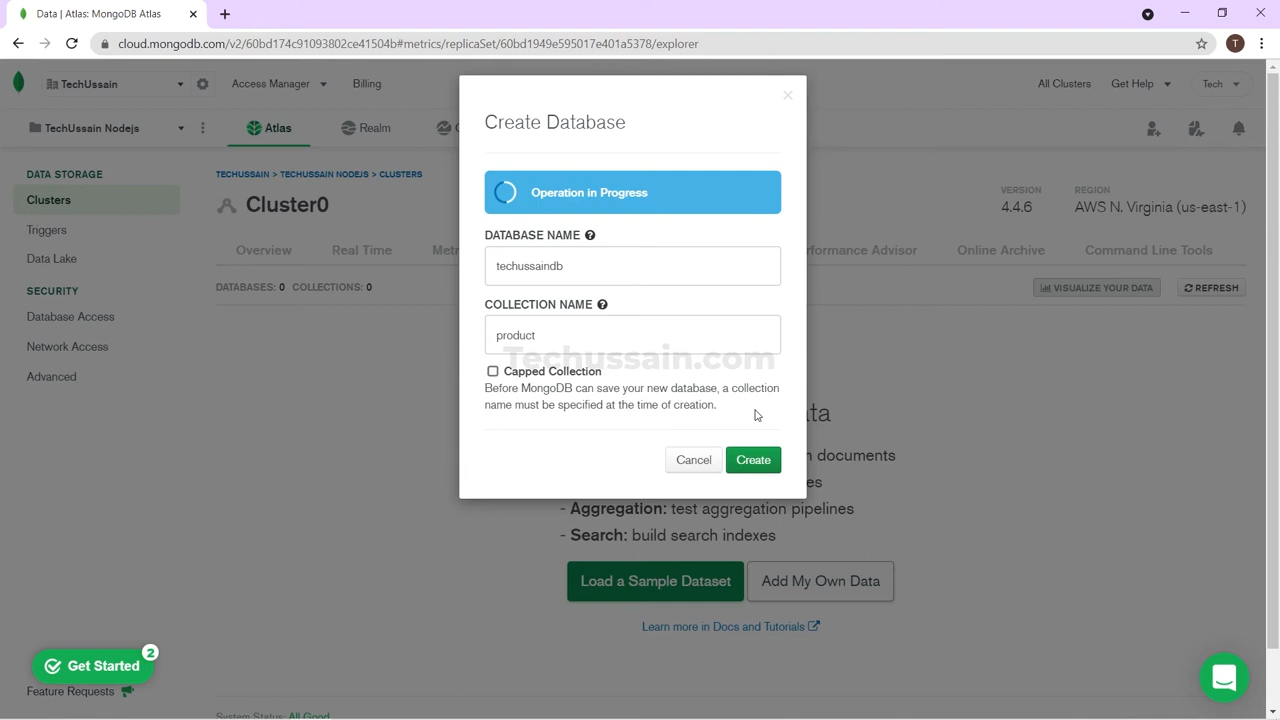 Data | Atlas: MongoDB Atlas
cloud.mongodb.com/v2/60bd174c91093802ce41504b#metrics/replicaSet/60bd1949e595017e401a5378/explorer
T
TechUssain
Access Manager
Billing
All Clusters
Get Help
Tech
TechUssain Nodejs
Atlas
Realm
C
DATA STORAGE
Clusters
Triggers
Data Lake
SECURITY
Database Access
Network Access
Advanced
TECHUSSAIN > TECHUSSAIN NODEJS > CLUSTERS
Cluster0
VERSION
4.4.6
REGION
AWS N. Virginia (us-east-1)
Overview
Real Time
Metr
rformance Advisor
Online Archive
Command Line Tools
DATABASES: 0 COLLECTIONS: 0
VISUALIZE YOUR DATA
REFRESH
Create Database
Operation in Progress
DATABASE NAME
techussaindb
COLLECTION NAME
product
Techussain.com
Capped Collection
Before MongoDB can save your new database, a collection
name must be specified at the time of creation.
Cancel
Create
ata
documents
es
- Aggregation: test aggregation pipelines
- Search: build search indexes
Load a Sample Dataset
Add My Own Data
Learn more in Docs and Tutorials
Get Started
2
Feature Requests
System Status: All Good